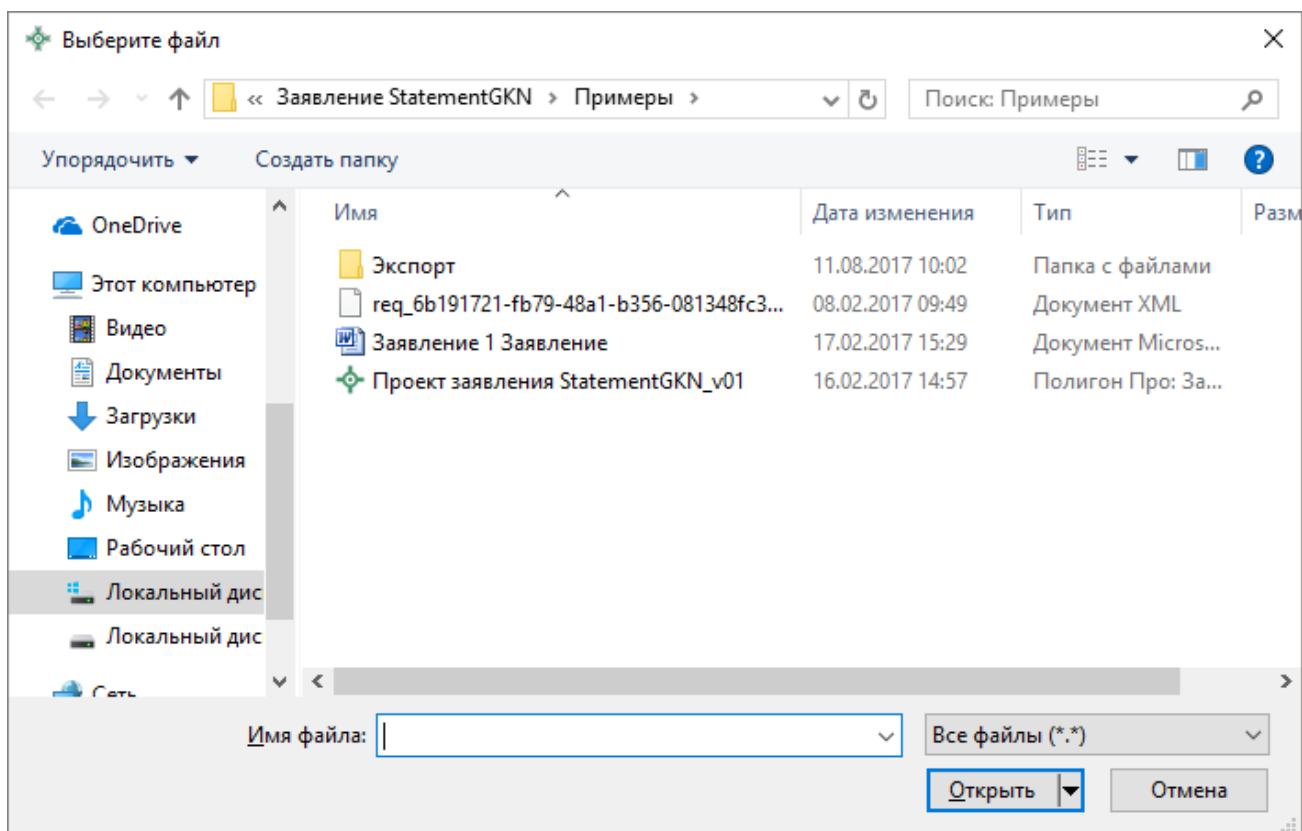 Выберите файл
« Заявление StatementGKN › Примеры ›
Поиск: Примеры
Упорядочить
Создать папку
?
Имя Дата изменения Тип Разм
OneDrive
Этот компьютер
Видео
Документы
Загрузки
Изображения
Музыка
Рабочий стол
Локальный дис
Локальный дис
Сеть
Экспорт 11.08.2017 10:02 Папка с файлами
req_6b191721-fb79-48a1-b356-081348fc3... 08.02.2017 09:49 Документ XML
Заявление 1 Заявление 17.02.2017 15:29 Документ Micros...
Проект заявления StatementGKN_v01 16.02.2017 14:57 Полигон Про: За...
Имя файла:
Все файлы (*.*)
Открыть
Отмена